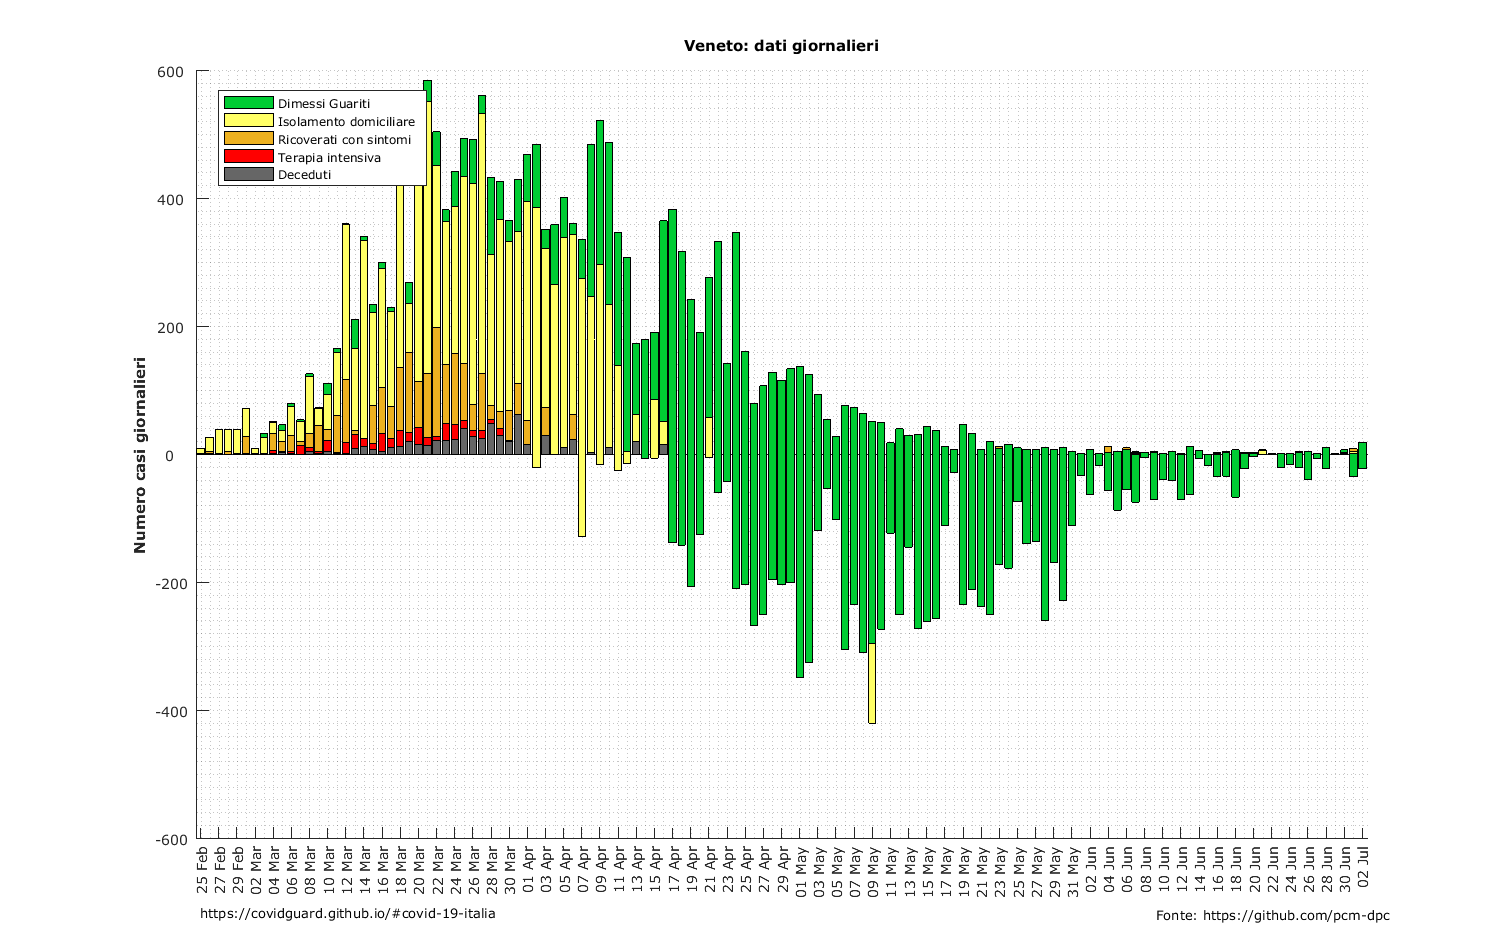 Veneto: dati giornalieri
600
400
200
0
-200
-400
-600
Numero casi giornalieri
Dimessi Guariti
Isolamento domiciliare
Ricoverati con sintomi
Terapia intensiva
Deceduti
25 Feb
27 Feb
29 Feb
02 Mar
04 Mar
06 Mar
08 Mar
10 Mar
12 Mar
14 Mar
16 Mar
18 Mar
20 Mar
22 Mar
24 Mar
26 Mar
28 Mar
30 Mar
01 Apr
03 Apr
05 Apr
07 Apr
09 Apr
11 Apr
13 Apr
15 Apr
17 Apr
19 Apr
21 Apr
23 Apr
25 Apr
27 Apr
29 Apr
01 May
03 May
05 May
07 May
09 May
11 May
13 May
15 May
17 May
19 May
21 May
23 May
25 May
27 May
29 May
31 May
02 Jun
04 Jun
06 Jun
08 Jun
10 Jun
12 Jun
14 Jun
16 Jun
18 Jun
20 Jun
22 Jun
24 Jun
26 Jun
28 Jun
30 Jun
02 Jul
https://covidguard.github.io/#covid-19-italia
Fonte: https://github.com/pcm-dpc